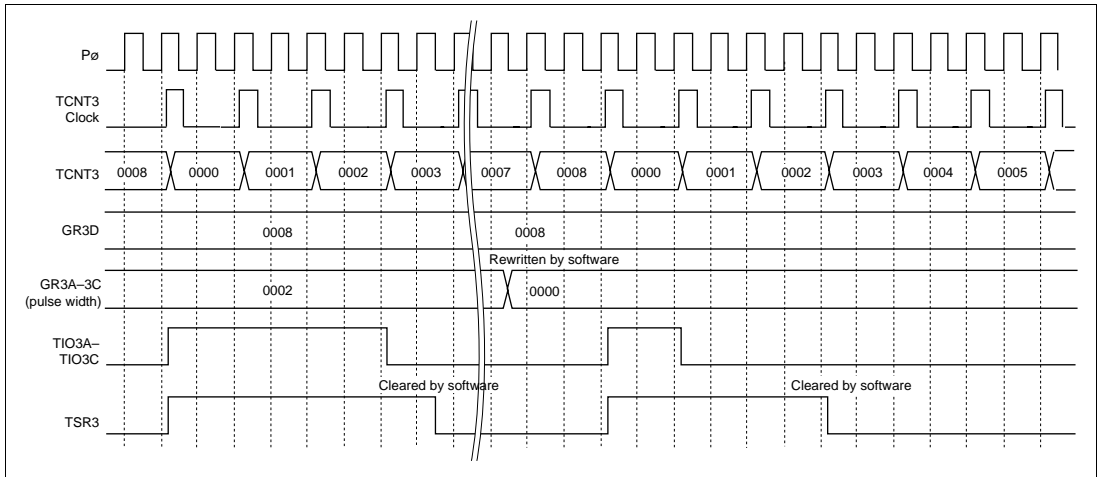 Pø
TCNT3
Clock
TCNT3
0008 0000 0001 0002 0003 0007 0008 0000 0001 0002 0003 0004 0005
GR3D
0008 0008
Rewritten by software
GR3A–3C
(pulse width)
0002 0000
TIO3A–
TIO3C
Cleared by software Cleared by software
TSR3